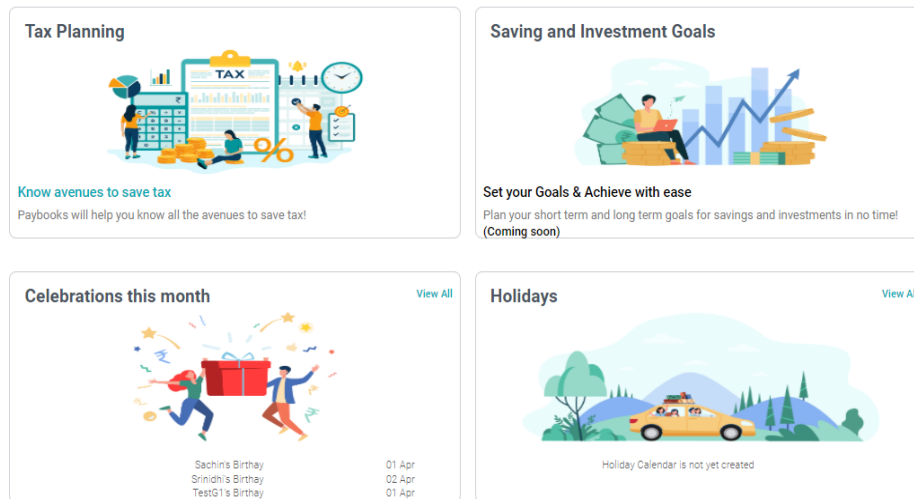 Tax Planning
TAX
Know avenues to save tax
Paybooks will help you know all the avenues to save tax!
Saving and Investment Goals
Set your Goals & Achieve with ease
Plan your short term and long term goals for savings and investments in no time!
(Coming soon)
Celebrations this month
View All
Sachin's Birthay 01 Apr
Srinidhi's Birthay 02 Apr
TestG1's Birthay 01 Apr
Holidays
View Al
Holiday Calendar is not yet created